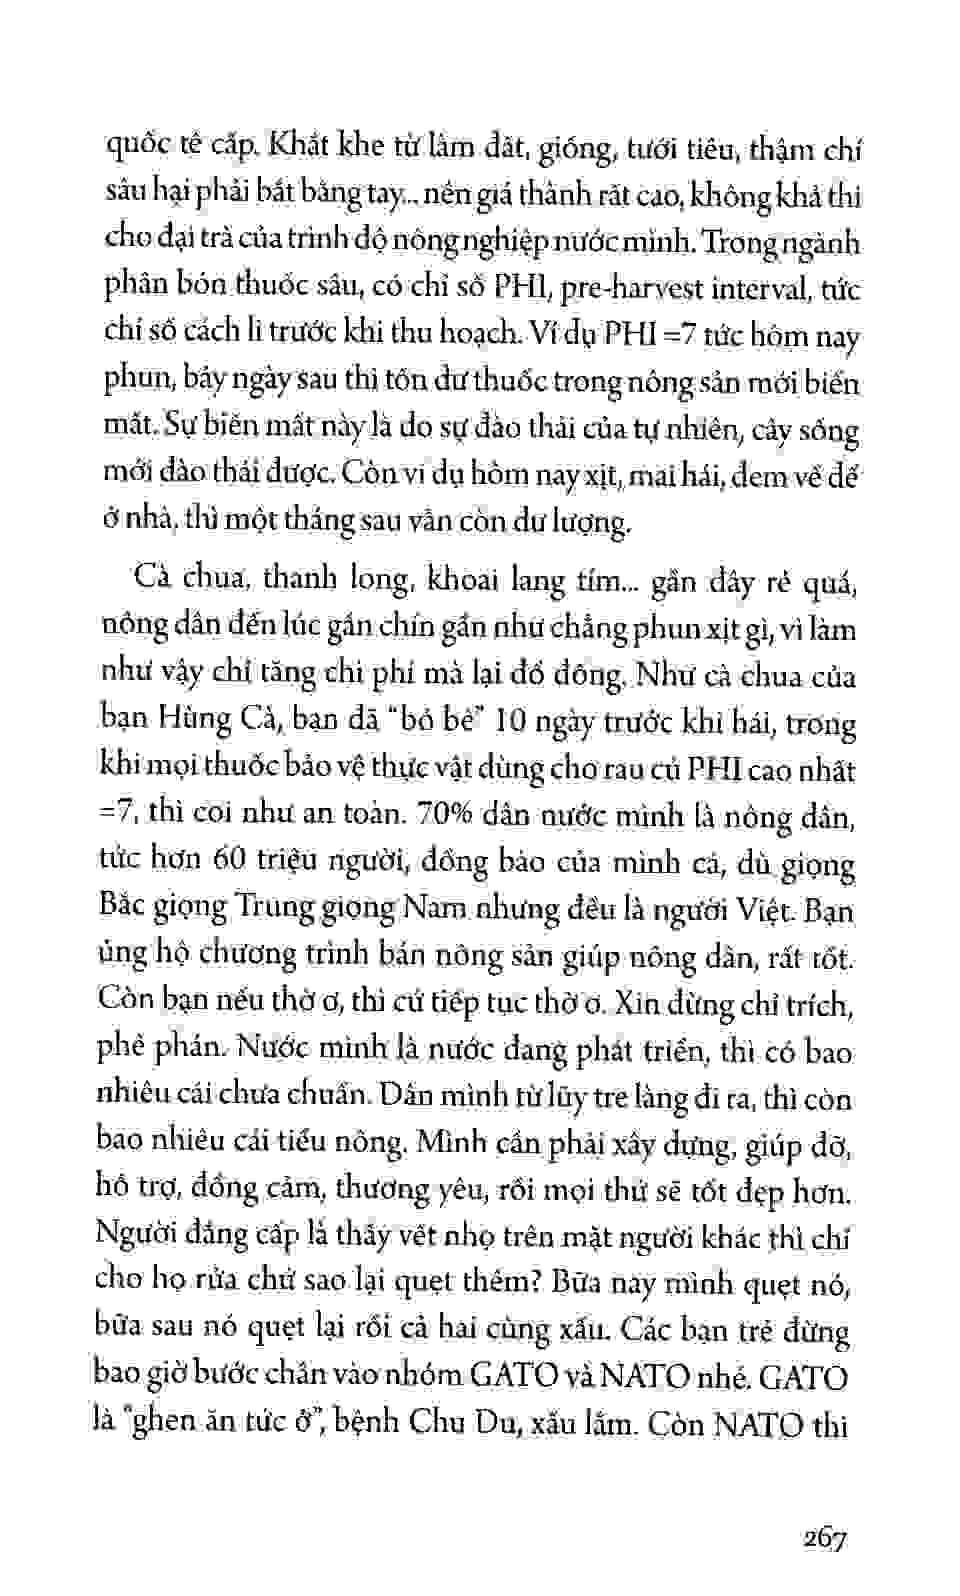 quốc tế cấp. Khắt khe từ làm đất, giống, tưới tiêu, thậm chí
sâu hại phải bắt bằng tay... nên giá thành rất cao, không khả thi
cho đại trà của trình độ nông nghiệp nước mình. Trong ngành
phân bón thuốc sâu, có chỉ số PHI, pre-harvest interval, tức
chỉ số cách li trước khi thu hoạch. Ví dụ PHI =7 tức hôm nay
phun, bảy ngày sau thì tồn dư thuốc trong nông sản mới biến
mất. Sự biến mất này là do sự đào thải của tự nhiên, cây sống
mới đào thải được. Còn ví dụ hôm nay xịt, mai hái, đem về để
ở nhà, thì một tháng sau vẫn còn dư lượng.
Cà chua, thanh long, khoai lang tím... gần đây rẻ quá,
nông dân đến lúc gần chín gần như chẳng phun xịt gì, vì làm
như vậy chỉ tăng chi phí mà lại đổ đồng. Như cà chua của
bạn Hùng Cà, bạn đã "bỏ bê" 10 ngày trước khi hái, trong
khi mọi thuốc bảo vệ thực vật dùng cho rau củ PHI cao nhất
=7, thì coi như an toàn. 70% dân nước mình là nông dân,
tức hơn 60 triệu người, đồng bào của mình cả, dù giọng
Bắc giọng Trung giọng Nam nhưng đều là người Việt. Bạn
ủng hộ chương trình bán nông sản giúp nông dân, rất tốt.
Còn bạn nếu thờ ơ, thì cứ tiếp tục thờ ơ. Xin đừng chỉ trích,
phê phán. Nước mình là nước đang phát triển, thì có bao
nhiêu cái chưa chuẩn. Dân mình từ lũy tre làng đi ra, thì còn
bao nhiêu cái tiểu nông. Mình cần phải xây dựng, giúp đỡ,
hỗ trợ, đồng cảm, thương yêu, rồi mọi thứ sẽ tốt đẹp hơn.
Người đẳng cấp là thấy vết nhọ trên mặt người khác thì chỉ
cho họ rửa chứ sao lại quẹt thêm? Bữa nay mình quẹt nó,
bữa sau nó quẹt lại rồi cả hai cùng xấu. Các bạn trẻ đừng
bao giờ bước chân vào nhóm GATO và NATO nhé. GATO
là "ghen ăn tức ở", bệnh Chu Du, xấu lắm. Còn NATO thì
267